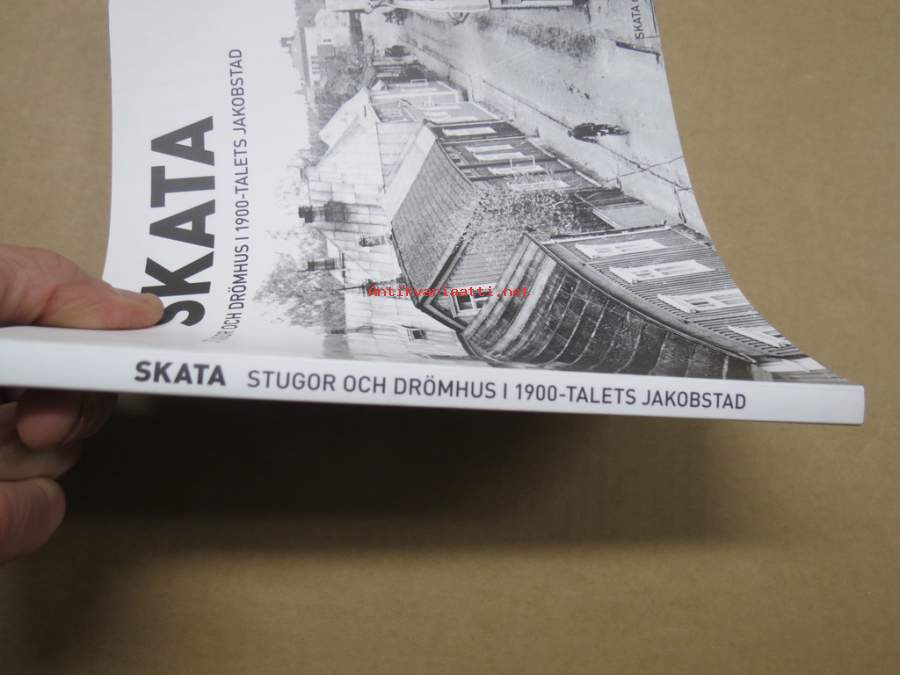 SKATA
OCH DRÖMHUS I 1900-TALETS JAKOBSTAD
SKATA
antikvariaatti.net
SKATA STUGOR OCH DRÖMHUS I 1900-TALETS JAKOBSTAD